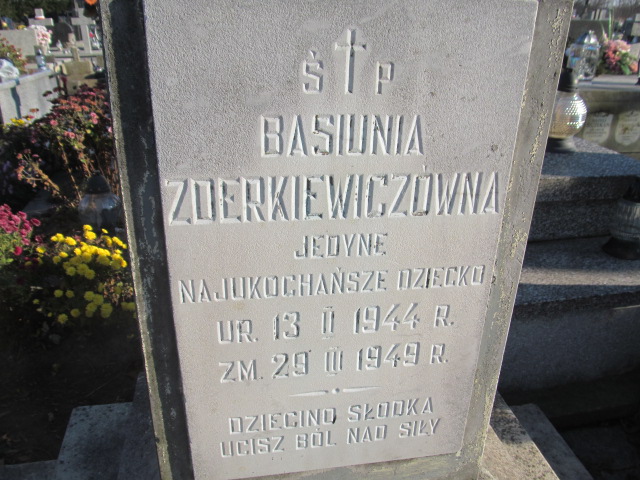 Ś P
BASIUNIA
ZDERKIEWICZÓWNA
JEDYNE
NAJUKOCHAŃSZE DZIECKO
UR. 13 II 1944 R.
ZM. 29 III 1949 R.
DZIECINO SŁODKA
UCISZ BÓL NAD SIŁY